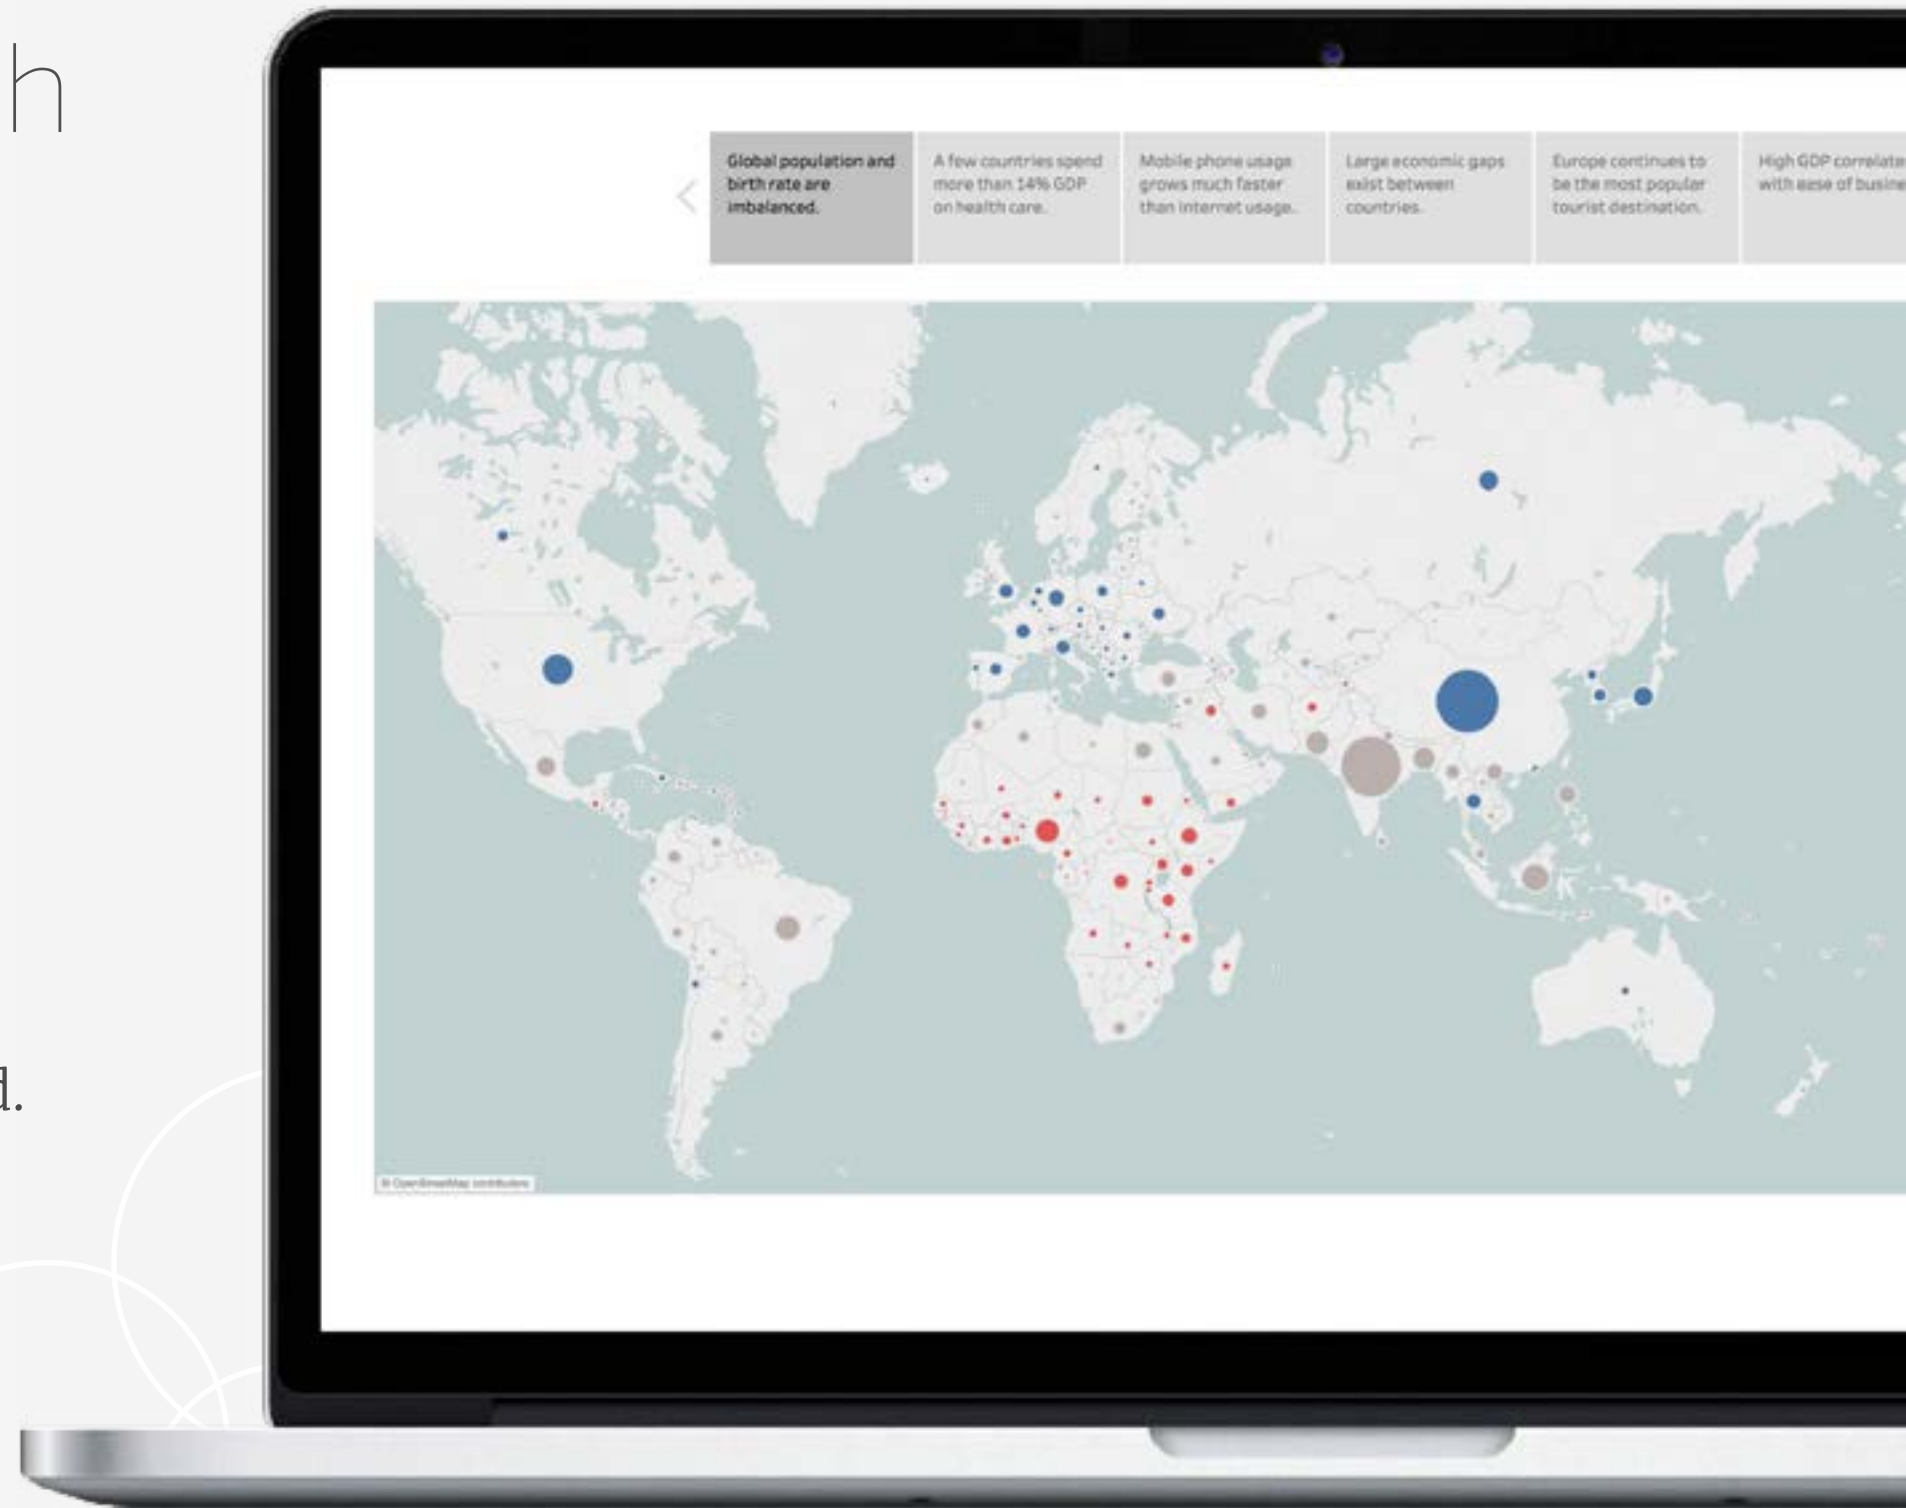 h
Global population and
birth rate are
imbalanced.
A few countries spend
more than 14% GDP
on health care.
Mobile phone usage
grows much faster
than internet usage.
Large economic gaps
exist between
countries.
Europe continues to
be the most popular
tourist destination.
High GDP correlate
with ease of busine
d.
© OpenStreetMap contributors